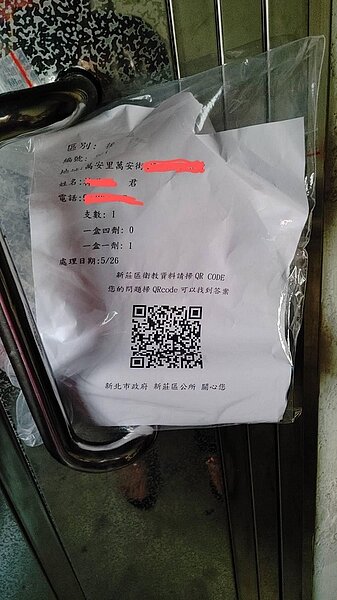 區別:
編號:
地址:萬安里萬安街
姓名: 君
電話:
支數: 1
一盒四劑: 0
一盒一劑: 1
處理日期:5/26
新莊區衛教資料請掃 QR CODE
您的問題掃 QRcode 可以找到答案
新北市政府 新莊區公所 關心您